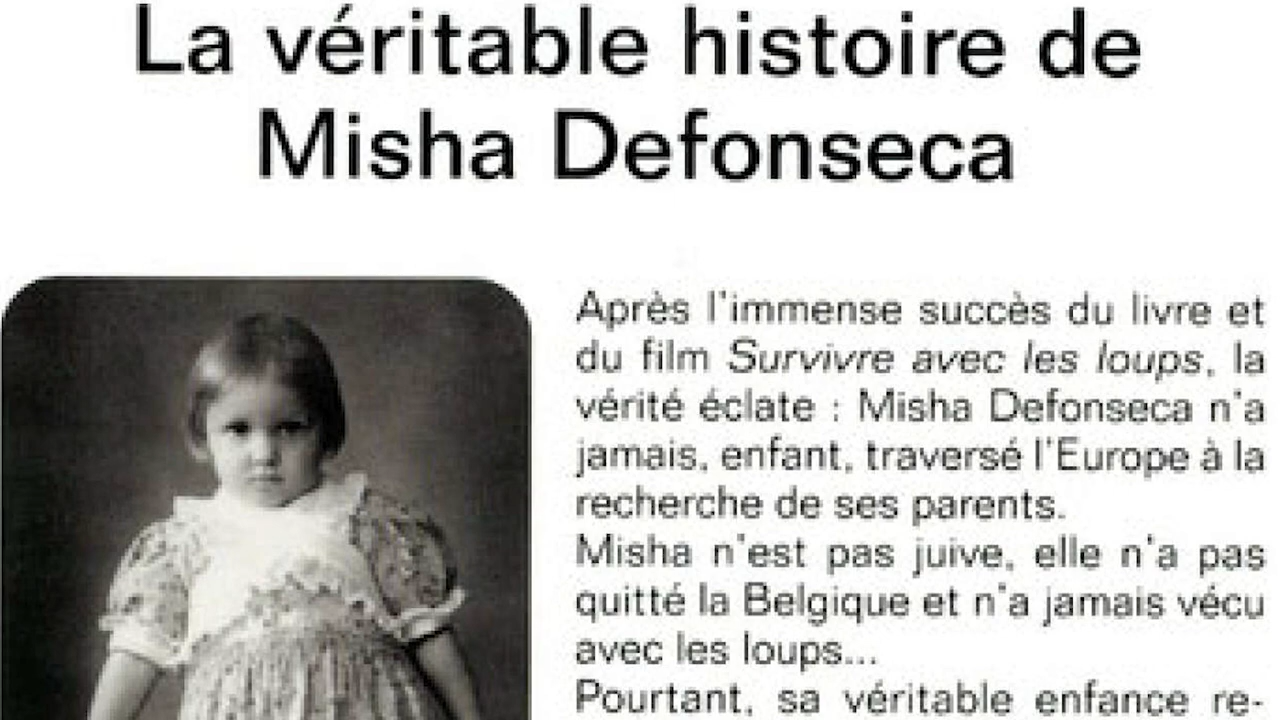 La véritable histoire de
Misha Defonseca
Après l'immense succès du livre et
du film Survivre avec les loups, la
vérité éclate : Misha Defonseca n'a
jamais, enfant, traversé l'Europe à la
recherche de ses parents.
Misha n'est pas juive, elle n'a pas
quitté la Belgique et n'a jamais vécu
avec les loups...
Pourtant, sa véritable enfance re-